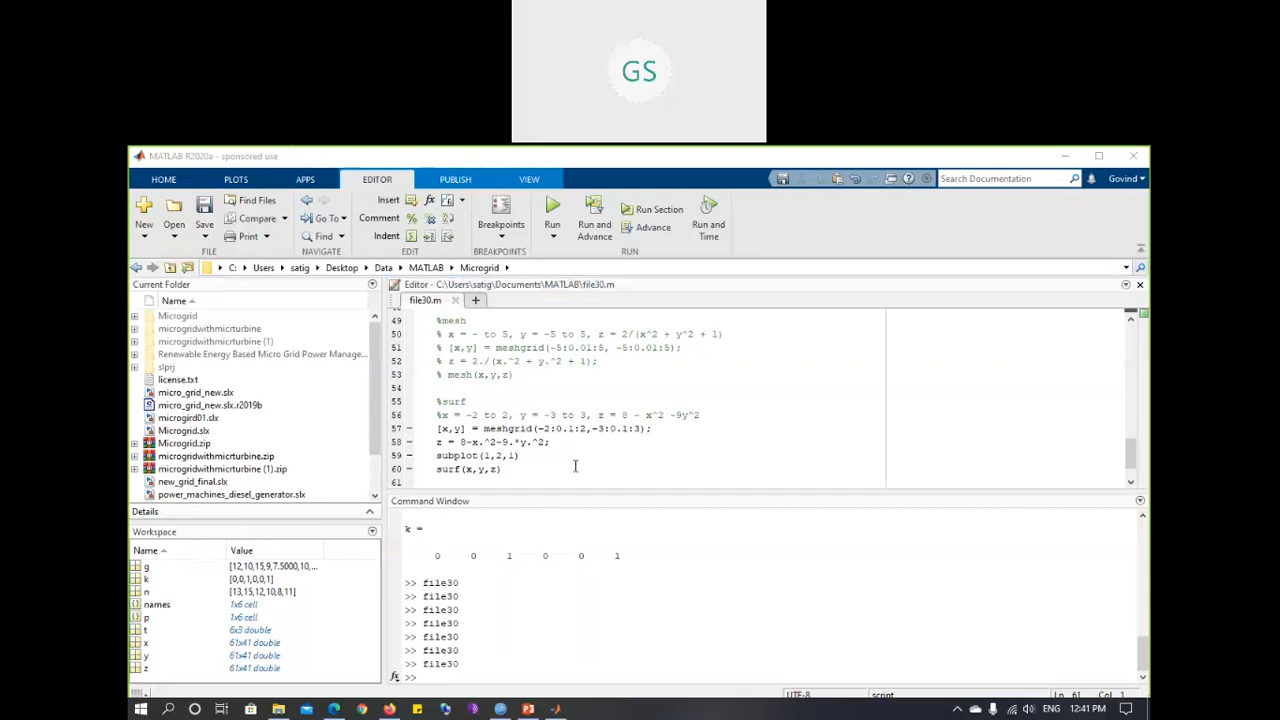 GS
MATLAB R2020a - sponsored use
HOME PLOTS APPS EDITOR PUBLISH VIEW
Search Documentation
Govind
New Open Save
Find Files
Compare
Print
Go To
Find
Insert
Comment
Indent
Breakpoints
Run
Run and Advance
Run Section
Advance
Run and Time
FILE NAVIGATE EDIT BREAKPOINTS RUN
C: Users satig Desktop Data MATLAB Microgrid
Current Folder
Name
Microgrid
microgridwithmicrturbine
microgridwithmicrturbine (1)
Renewable Energy Based Micro Grid Power Manage...
slprj
license.txt
micro_grid_new.slx
micro_grid_new.slx.r2019b
microgird01.slx
Microgrid.slx
Microgrid.zip
microgridwithmicrturbine.zip
microgridwithmicrturbine (1).zip
new_grid_final.slx
power_machines_diesel_generator.slx
Details
Workspace
Name Value
g [12,10,15,9,7.5000,10,...
k [0,0,1,0,0,1]
n [13,15,12,10,8,11]
names 1x6 cell
p 1x6 cell
t 6x3 double
x 61x41 double
y 61x41 double
z 61x41 double
Editor - C:\Users\satig\Documents\MATLAB\file30.m
file30.m
49 %mesh
50 % x = - to 5, y = -5 to 5, z = 2/(x^2 + y^2 + 1)
51 % [x,y] = meshgrid(-5:0.01:5, -5:0.01:5);
52 % z = 2./(x.^2 + y.^2 + 1);
53 % mesh(x,y,z)
54
55 %surf
56 %x = -2 to 2, y = -3 to 3, z = 8 - x^2 -9y^2
57 [x,y] = meshgrid(-2:0.1:2,-3:0.1:3);
58 z = 8-x.^2-9.*y.^2;
59 subplot(1,2,1)
60 surf(x,y,z)
61
Command Window
k =
0 0 1 0 0 1
>> file30
>> file30
>> file30
>> file30
>> file30
>> file30
>> file30
fx >>
UTF-8 script Ln 61 Col 1
ENG 12:41 PM